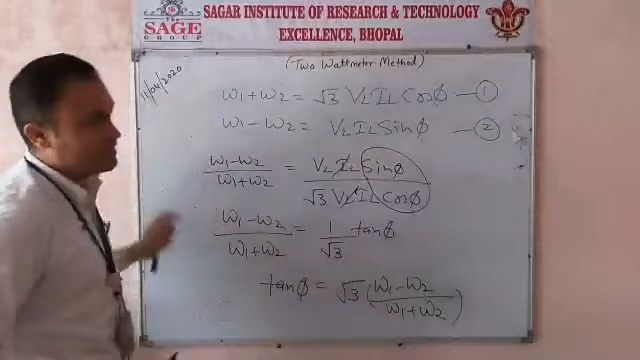 The
SAGE
GROUP
SAGAR INSTITUTE OF RESEARCH & TECHNOLOGY
EXCELLENCE, BHOPAL
(Two Wattmeter Method)
11/04/2020
W1+W2 = √3 VL IL Cosφ — ①
W1-W2 = VL IL Sinφ — ②
W1-W2 / W1+W2 = VL IL Sinφ / √3 VL IL Cosφ
W1-W2 / W1+W2 = 1/√3 tanφ
tanφ = √3 (W1-W2 / W1+W2)